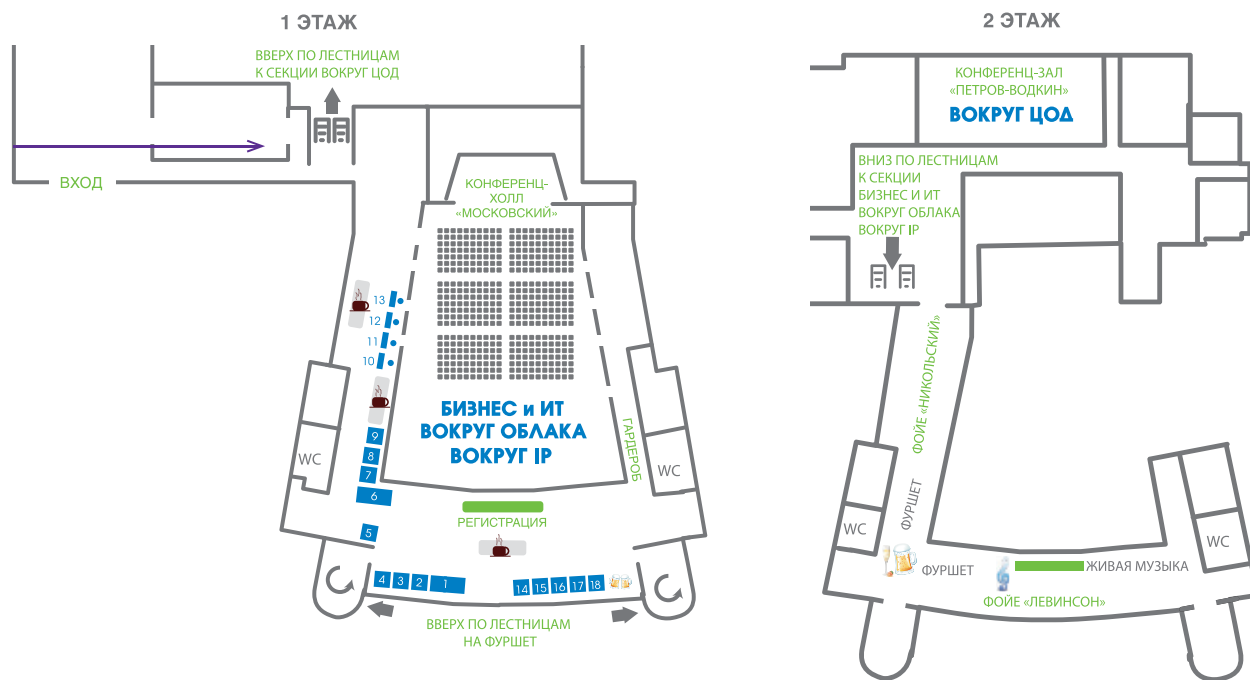 1 ЭТАЖ
ВВЕРХ ПО ЛЕСТНИЦАМ
К СЕКЦИИ ВОКРУГ ЦОД
ВХОД
КОНФЕРЕНЦ-
ХОЛЛ
«МОСКОВСКИЙ»
13
12
11
10
БИЗНЕС и ИТ
ВОКРУГ ОБЛАКА
ВОКРУГ IP
ГАРДЕРОБ
WC
9
8
7
6
5
WC
РЕГИСТРАЦИЯ
4
3
2
1
14
15
16
17
18
ВВЕРХ ПО ЛЕСТНИЦАМ
НА ФУРШЕТ
2 ЭТАЖ
КОНФЕРЕНЦ-ЗАЛ
«ПЕТРОВ-ВОДКИН»
ВОКРУГ ЦОД
ВНИЗ ПО ЛЕСТНИЦАМ
К СЕКЦИИ
БИЗНЕС И ИТ
ВОКРУГ ОБЛАКА
ВОКРУГ IP
ФОЙЕ «НИКОЛЬСКИЙ»
ФУРШЕТ
WC
WC
ФУРШЕТ
ЖИВАЯ МУЗЫКА
ФОЙЕ «ЛЕВИНСОН»